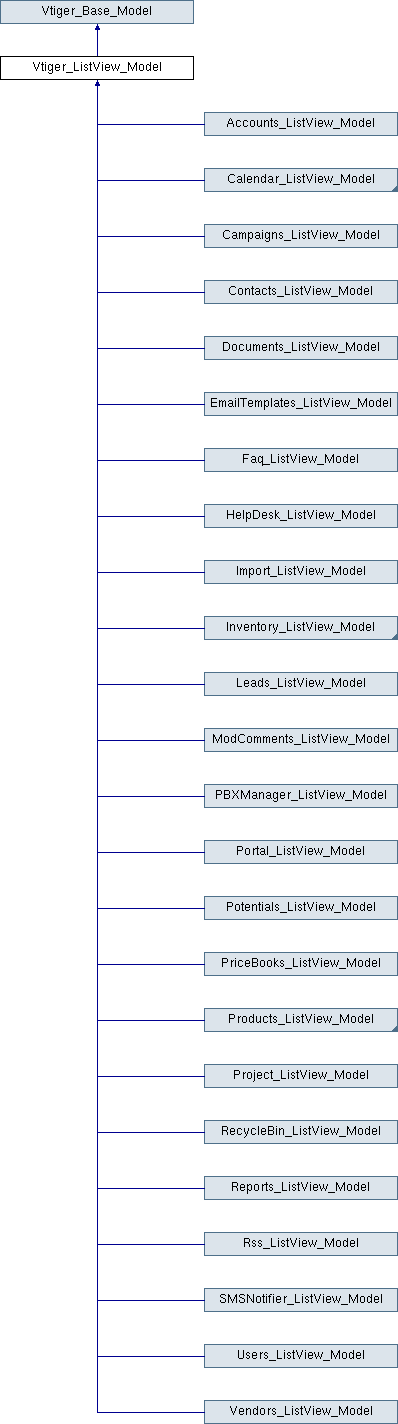 Vtiger_Base_Model
Vtiger_ListView_Model
Accounts_ListView_Model
Calendar_ListView_Model
Campaigns_ListView_Model
Contacts_ListView_Model
Documents_ListView_Model
EmailTemplates_ListView_Model
Faq_ListView_Model
HelpDesk_ListView_Model
Import_ListView_Model
Inventory_ListView_Model
Leads_ListView_Model
ModComments_ListView_Model
PBXManager_ListView_Model
Portal_ListView_Model
Potentials_ListView_Model
PriceBooks_ListView_Model
Products_ListView_Model
Project_ListView_Model
RecycleBin_ListView_Model
Reports_ListView_Model
Rss_ListView_Model
SMSNotifier_ListView_Model
Users_ListView_Model
Vendors_ListView_Model